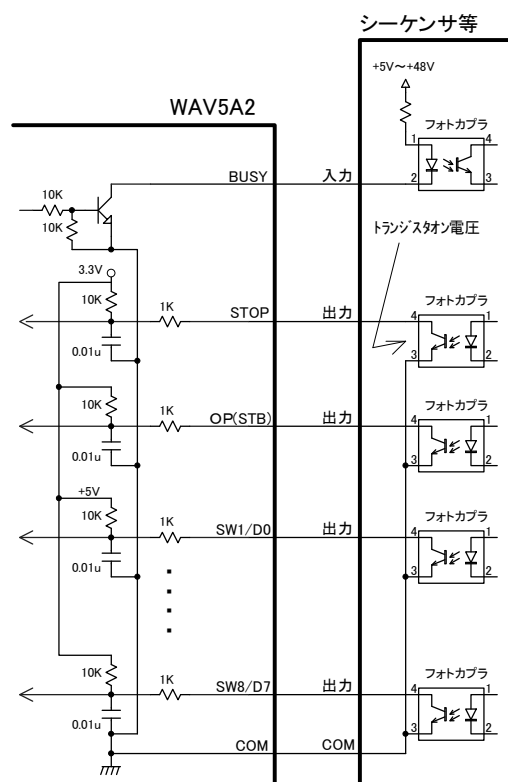 シーケンサ等
+5V～+48V
WAV5A2
フォトカプラ
1
4
2
3
BUSY
入力
10K
10K
トランジスタオン電圧
3.3V
10K
1K
STOP
出力
フォトカプラ
4
1
3
2
0.01u
10K
1K
OP(STB)
出力
フォトカプラ
4
1
3
2
0.01u
+5V
10K
1K
SW1/D0
出力
フォトカプラ
4
1
3
2
0.01u
10K
1K
SW8/D7
出力
フォトカプラ
4
1
3
2
0.01u
COM
COM